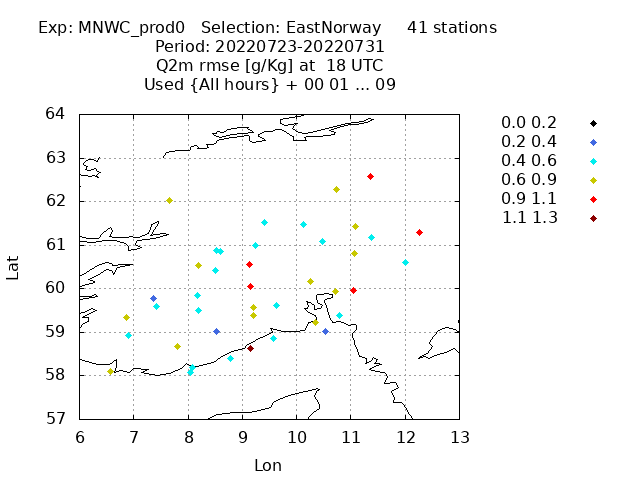 Exp: MNWC_prod0 Selection: EastNorway 41 stations
Period: 20220723-20220731
Q2m rmse [g/Kg] at 18 UTC
Used {All hours} + 00 01 ... 09
64
63
62
61
60
59
58
57
Lat
6 7 8 9 10 11 12 13
Lon
0.0 0.2
0.2 0.4
0.4 0.6
0.6 0.9
0.9 1.1
1.1 1.3